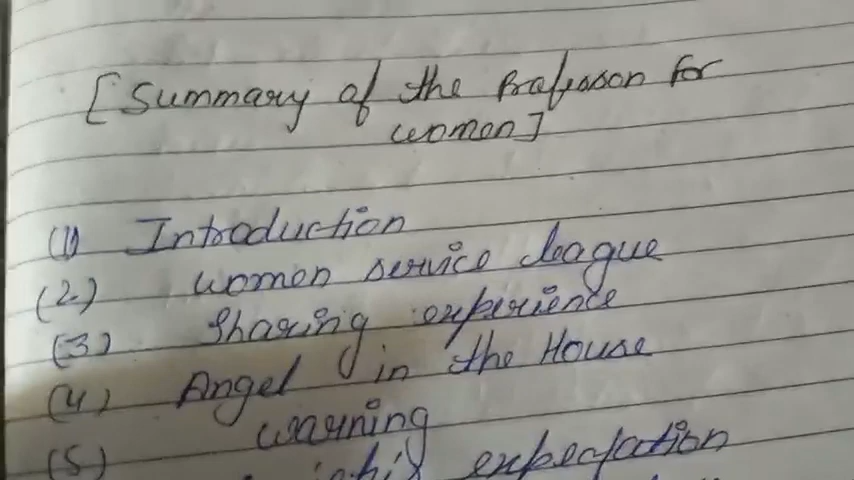 [Summary of the Profession for
women]
(1) Introduction
(2) women service league
(3) Sharing experience
(4) Angel in the House
(5) warning
expectation